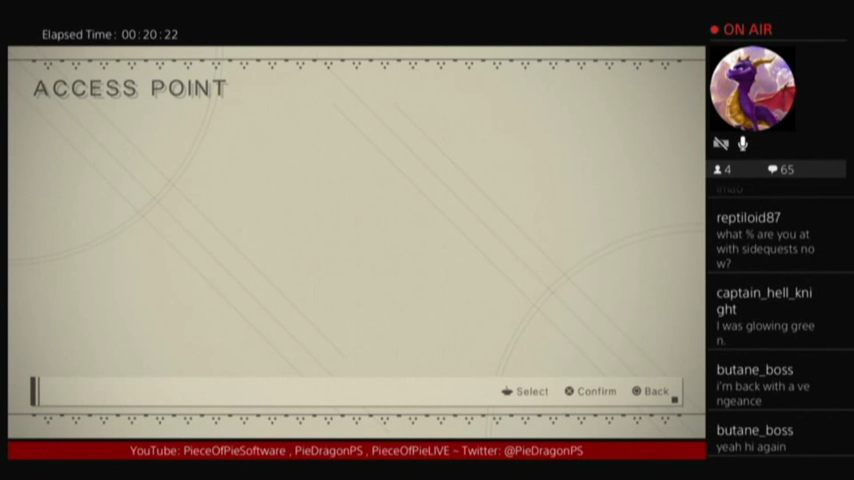 Elapsed Time: 00:20:22
ON AIR
ACCESS POINT
4 65
lmao
reptiloid87
what % are you at
with sidequests no
w?
captain_hell_kni
ght
I was glowing gree
n.
butane_boss
i'm back with a ve
ngeance
butane_boss
yeah hi again
Select Confirm Back
YouTube: PieceOfPieSoftware , PieDragonPS , PieceOfPieLIVE ~ Twitter: @PieDragonPS